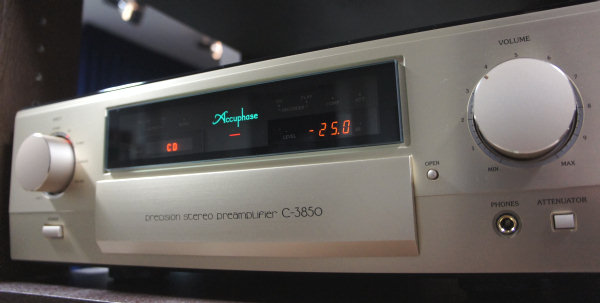 Accuphase
CD
LEVEL
-25.0
VOLUME
MIN
MAX
OPEN
PHONES
ATTENUATOR
precision stereo preamplifier C-3850